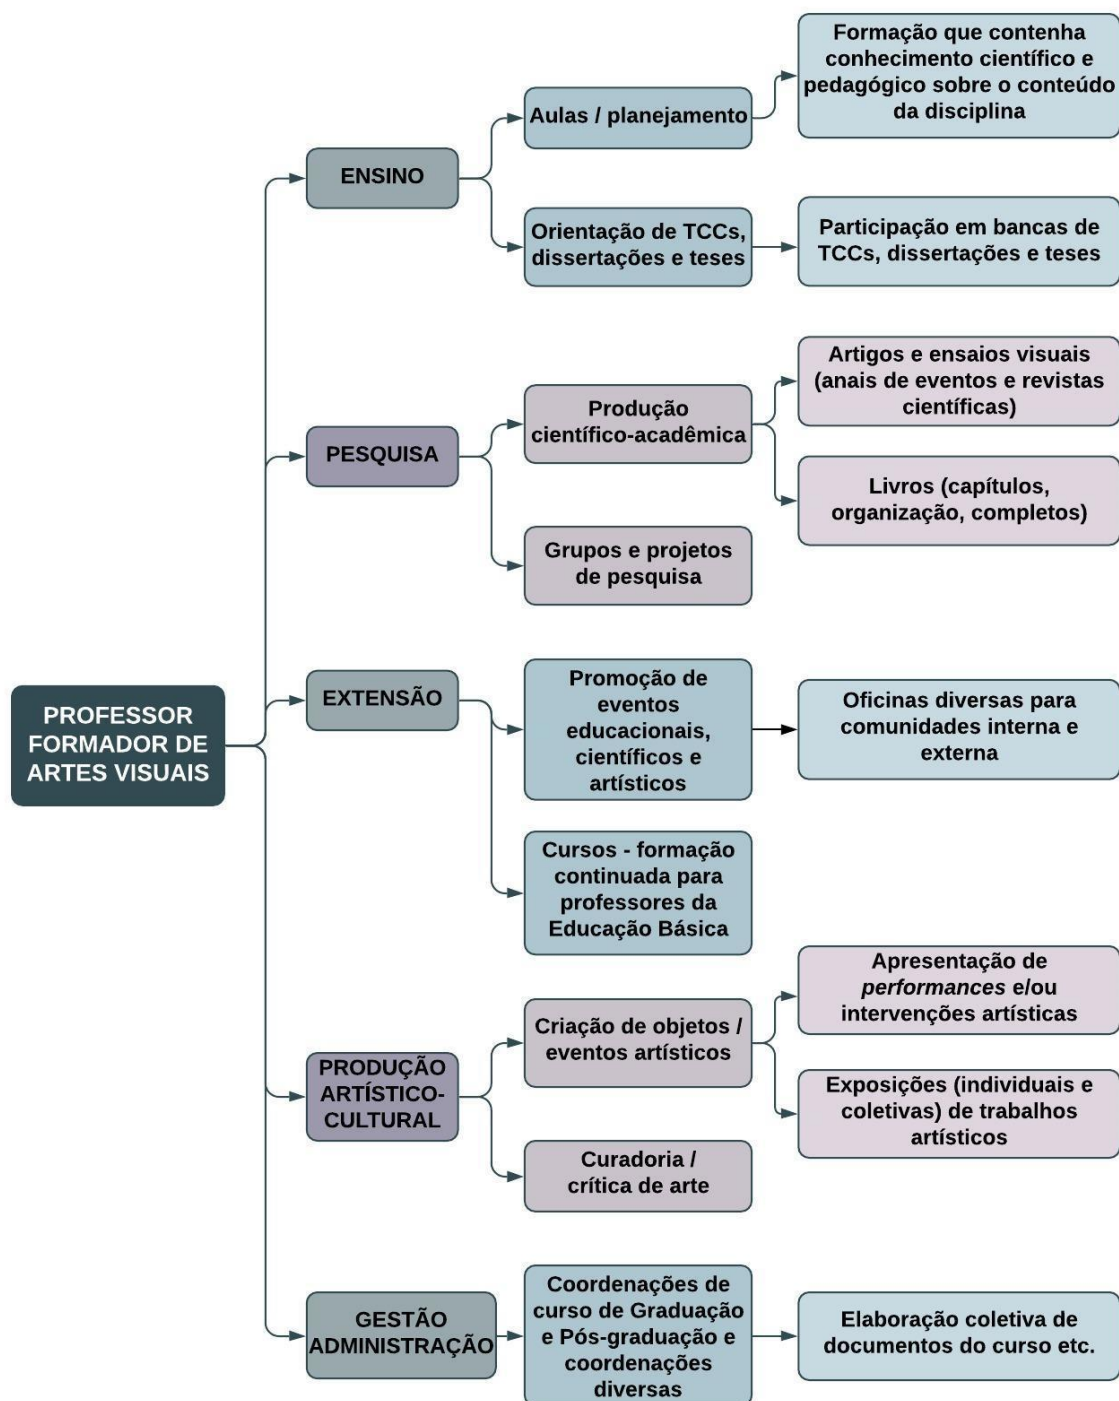 PROFESSOR
FORMADOR DE
ARTES VISUAIS
ENSINO
Aulas / planejamento
Formação que contenha
conhecimento científico e
pedagógico sobre o conteúdo
da disciplina
Orientação de TCCs,
dissertações e teses
Participação em bancas de
TCCs, dissertações e teses
PESQUISA
Produção
científico-acadêmica
Artigos e ensaios visuais
(anais de eventos e revistas
científicas)
Livros (capítulos,
organização, completos)
Grupos e projetos
de pesquisa
EXTENSÃO
Promoção de
eventos
educacionais,
científicos e
artísticos
Oficinas diversas para
comunidades interna e
externa
Cursos - formação
continuada para
professores da
Educação Básica
PRODUÇÃO
ARTÍSTICO-
CULTURAL
Criação de objetos /
eventos artísticos
Apresentação de
performances e/ou
intervenções artísticas
Exposições (individuais e
coletivas) de trabalhos
artísticos
Curadoria /
crítica de arte
GESTÃO
ADMINISTRAÇÃO
Coordenações de
curso de Graduação
e Pós-graduação e
coordenações
diversas
Elaboração coletiva de
documentos do curso etc.